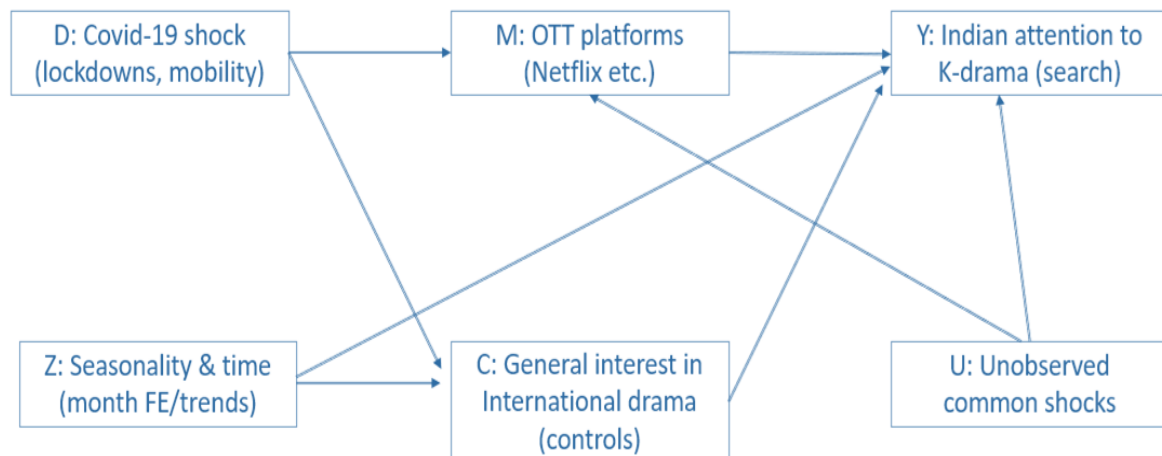 D: Covid-19 shock
(lockdowns, mobility)
M: OTT platforms
(Netflix etc.)
Y: Indian attention to
K-drama (search)
Z: Seasonality & time
(month FE/trends)
C: General interest in
International drama
(controls)
U: Unobserved
common shocks